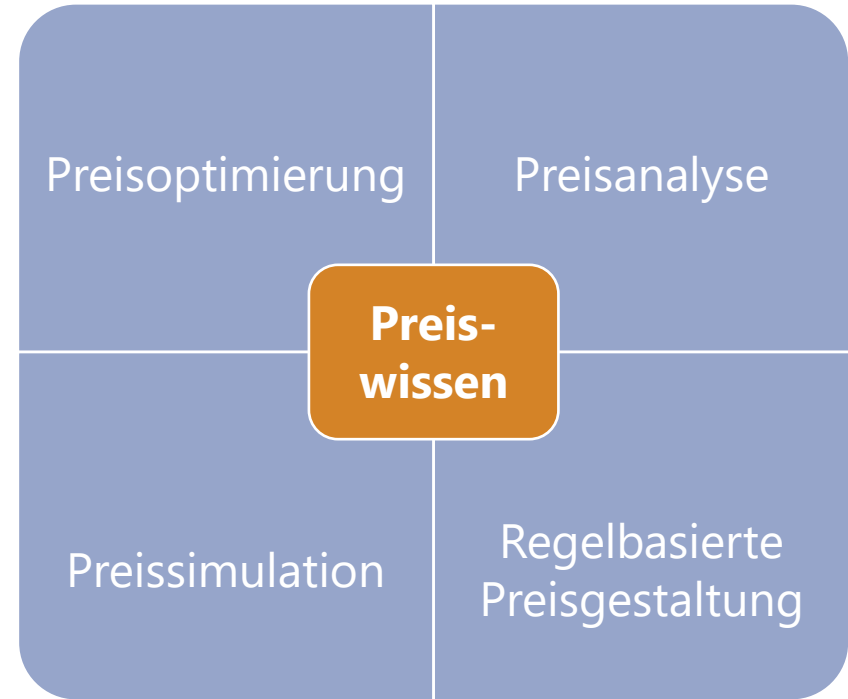 Preisoptimierung
Preisanalyse
Preis-
wissen
Preissimulation
Regelbasierte
Preisgestaltung